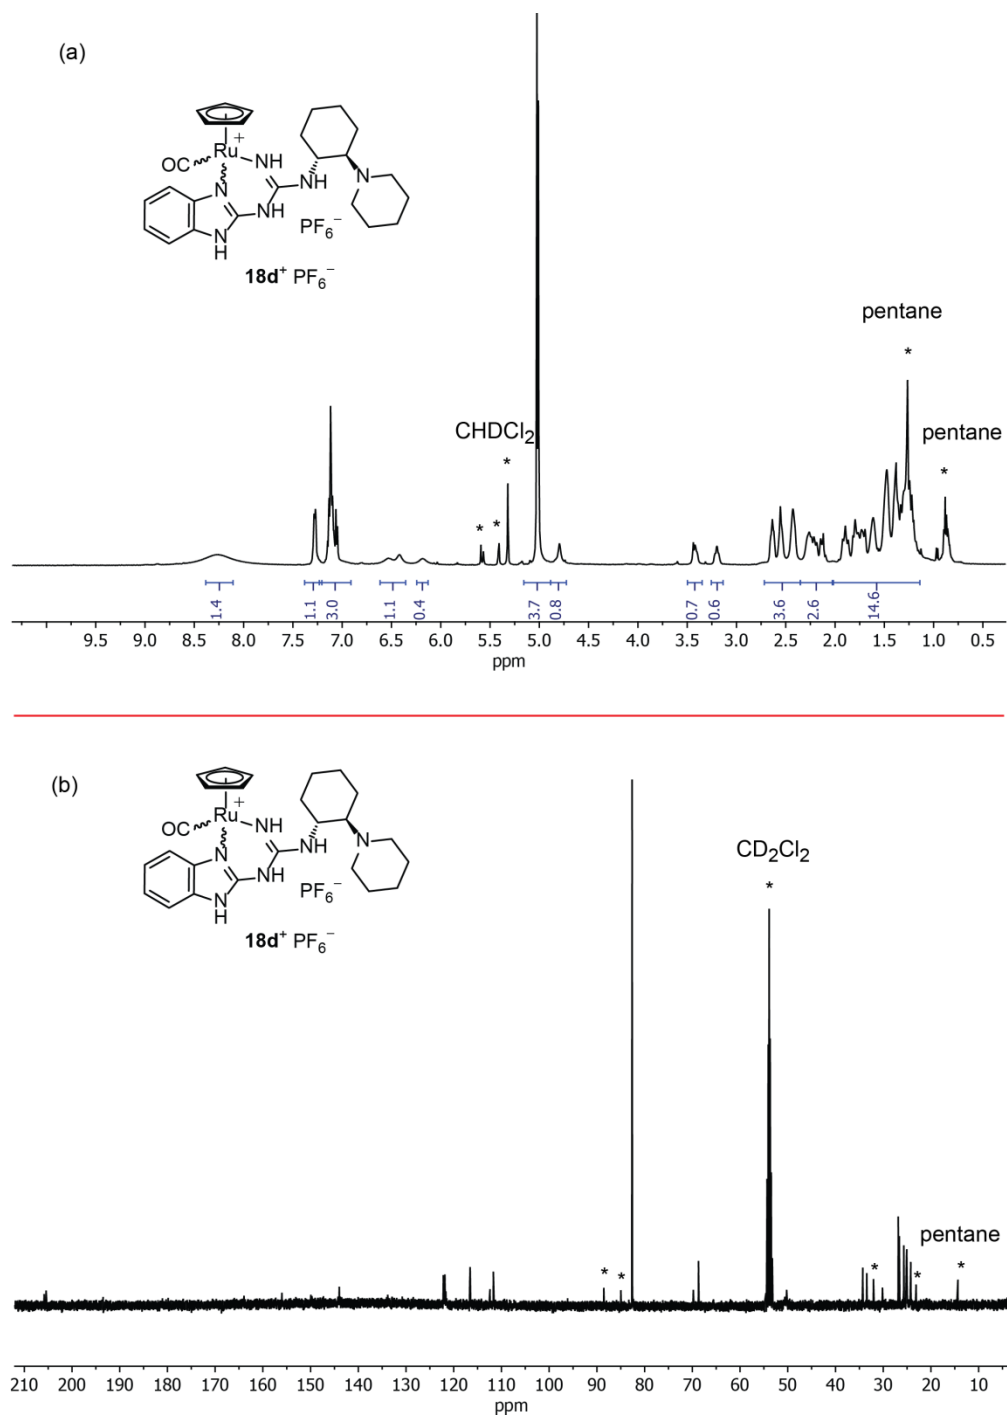 (a)
Ru
+
OC
NH
N
NH
N
NH
N
H
PF6−
18d+ PF6−
pentane
*
CHDCl2
pentane
*
*
*
*
1.4
1.1
3.0
1.1
0.4
3.7
0.8
0.7
0.6
3.6
2.6
14.6
9.5 9.0 8.5 8.0 7.5 7.0 6.5 6.0 5.5 5.0 4.5 4.0 3.5 3.0 2.5 2.0 1.5 1.0 0.5
ppm
(b)
Ru
+
OC
NH
N
NH
N
NH
N
H
PF6−
18d+ PF6−
CD2Cl2
*
pentane
*
*
*
*
*
210 200 190 180 170 160 150 140 130 120 110 100 90 80 70 60 50 40 30 20 10
ppm